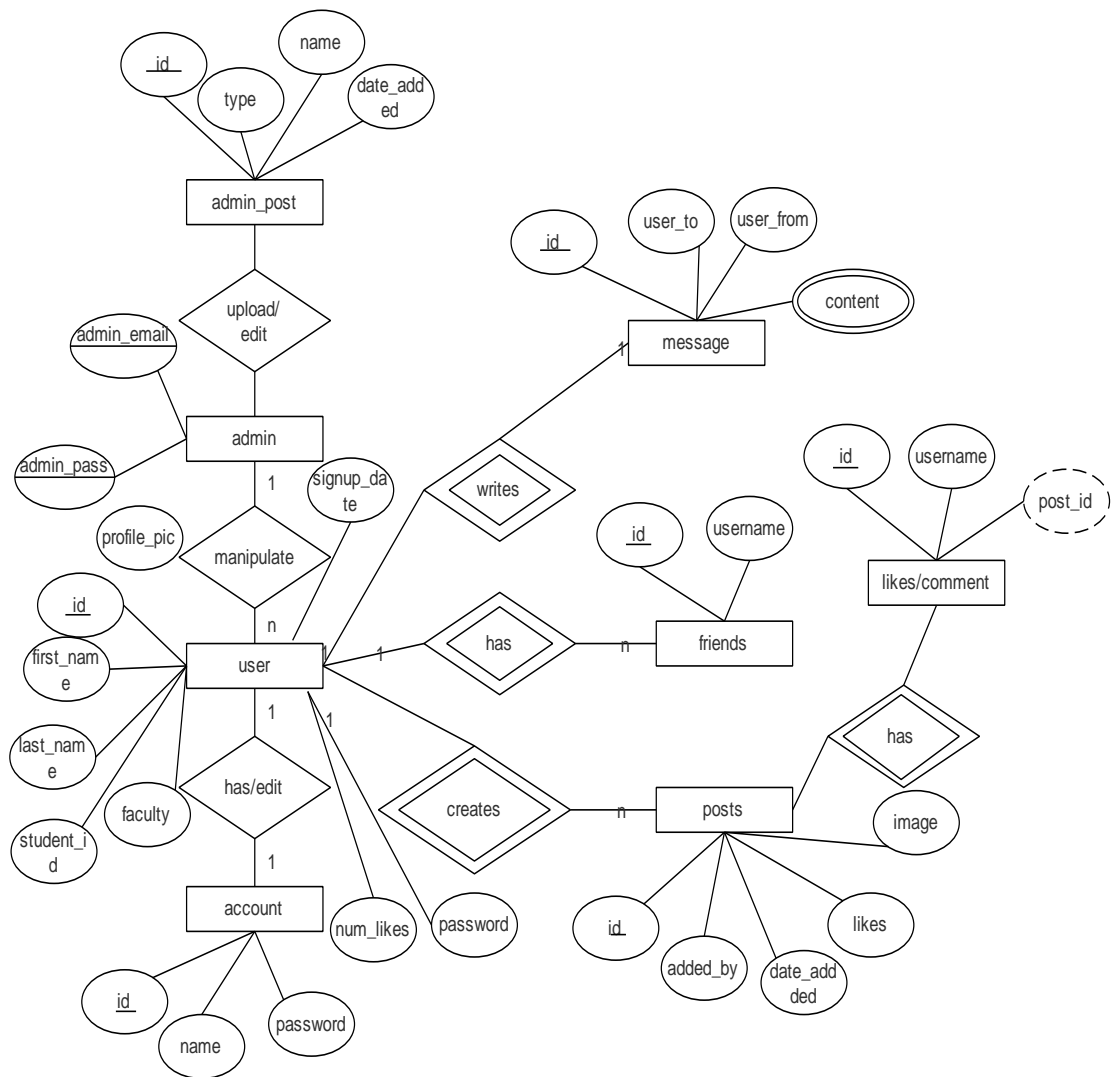 name
id
type
date_add
ed
admin_post
user_to
user_from
id
upload/
edit
content
admin_email
message
1
admin
admin_pass
1
signup_da
te
id
username
post_id
writes
profile_pic
manipulate
id
username
likes/comment
id
n
first_nam
e
user
1
1
has
n
friends
1
1
last_nam
e
has
has/edit
faculty
creates
n
posts
image
student_i
d
1
account
num_likes
password
id
likes
added_by
date_a
dded
id
password
name